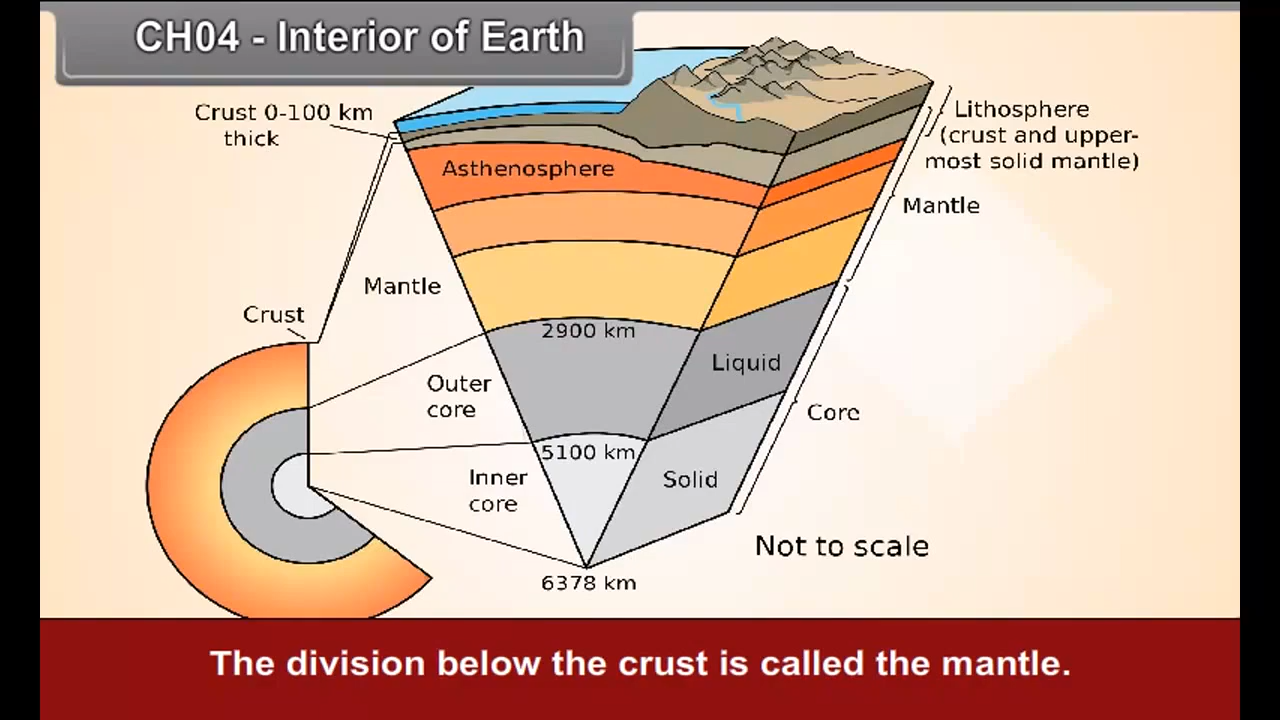 CH04 - Interior of Earth
Crust 0-100 km
thick
Lithosphere
(crust and upper-
most solid mantle)
Asthenosphere
Mantle
Mantle
Crust
2900 km
Liquid
Outer
core
Core
5100 km
Inner
core
Solid
Not to scale
6378 km
The division below the crust is called the mantle.